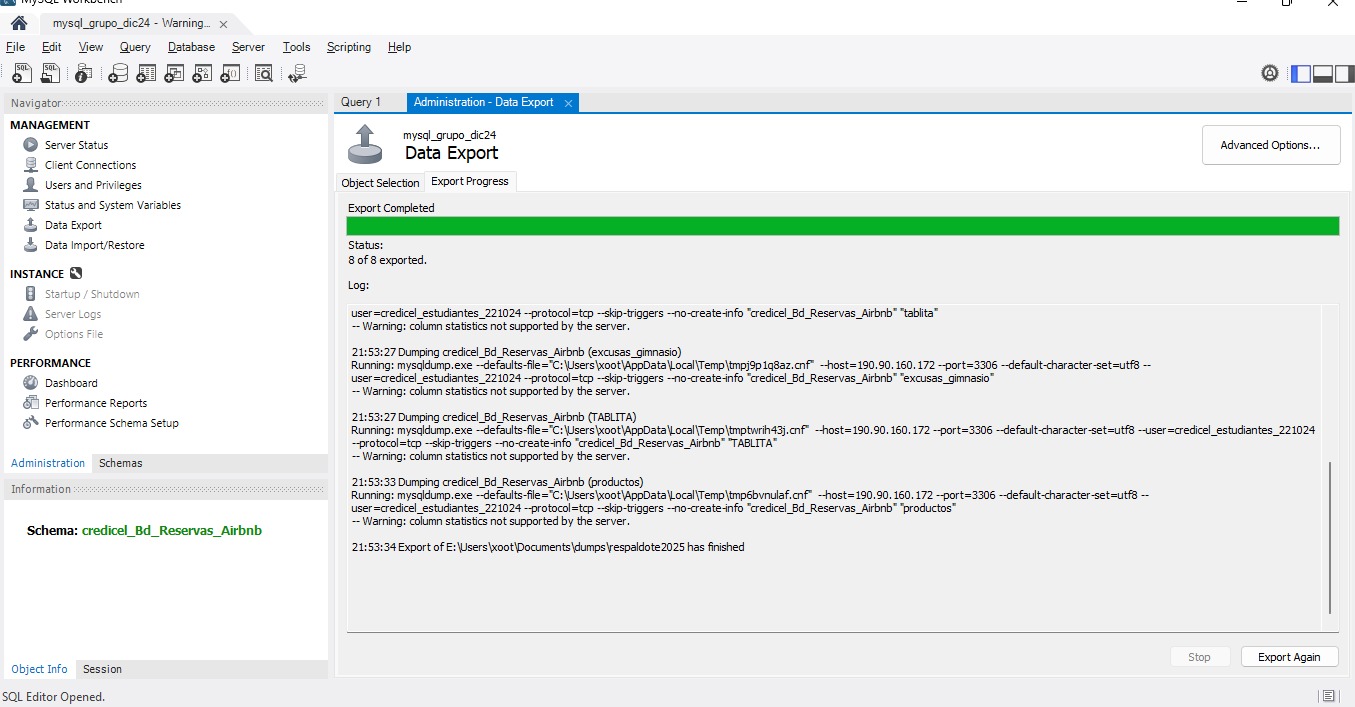 MySQL Workbench
mysql_grupo_dic24 - Warning...
File Edit View Query Database Server Tools Scripting Help
Navigator
MANAGEMENT
Server Status
Client Connections
Users and Privileges
Status and System Variables
Data Export
Data Import/Restore
INSTANCE
Startup / Shutdown
Server Logs
Options File
PERFORMANCE
Dashboard
Performance Reports
Performance Schema Setup
Administration Schemas
Information
Schema: credicel_Bd_Reservas_Airbnb
Object Info Session
SQL Editor Opened.
Query 1 Administration - Data Export
mysql_grupo_dic24
Data Export
Advanced Options...
Object Selection Export Progress
Export Completed
Status:
8 of 8 exported.
Log:
user=credicel_estudiantes_221024 --protocol=tcp --skip-triggers --no-create-info "credicel_Bd_Reservas_Airbnb" "tablita"
-- Warning: column statistics not supported by the server.
21:53:27 Dumping credicel_Bd_Reservas_Airbnb (excusas_gimnasio)
Running: mysqldump.exe --defaults-file="C:\Users\xoot\AppData\Local\Temp\tmpj9p1q8az.cnf"  --host=190.90.160.172 --port=3306 --default-character-set=utf8 --
user=credicel_estudiantes_221024 --protocol=tcp --skip-triggers --no-create-info "credicel_Bd_Reservas_Airbnb" "excusas_gimnasio"
-- Warning: column statistics not supported by the server.
21:53:27 Dumping credicel_Bd_Reservas_Airbnb (TABLITA)
Running: mysqldump.exe --defaults-file="C:\Users\xoot\AppData\Local\Temp\tmptwrih43j.cnf"  --host=190.90.160.172 --port=3306 --default-character-set=utf8 --user=credicel_estudiantes_221024
--protocol=tcp --skip-triggers --no-create-info "credicel_Bd_Reservas_Airbnb" "TABLITA"
-- Warning: column statistics not supported by the server.
21:53:33 Dumping credicel_Bd_Reservas_Airbnb (productos)
Running: mysqldump.exe --defaults-file="C:\Users\xoot\AppData\Local\Temp\tmp6bvnulaf.cnf"  --host=190.90.160.172 --port=3306 --default-character-set=utf8 --
user=credicel_estudiantes_221024 --protocol=tcp --skip-triggers --no-create-info "credicel_Bd_Reservas_Airbnb" "productos"
-- Warning: column statistics not supported by the server.
21:53:34 Export of E:\Users\xoot\Documents\dumps\respaldote2025 has finished
Stop Export Again